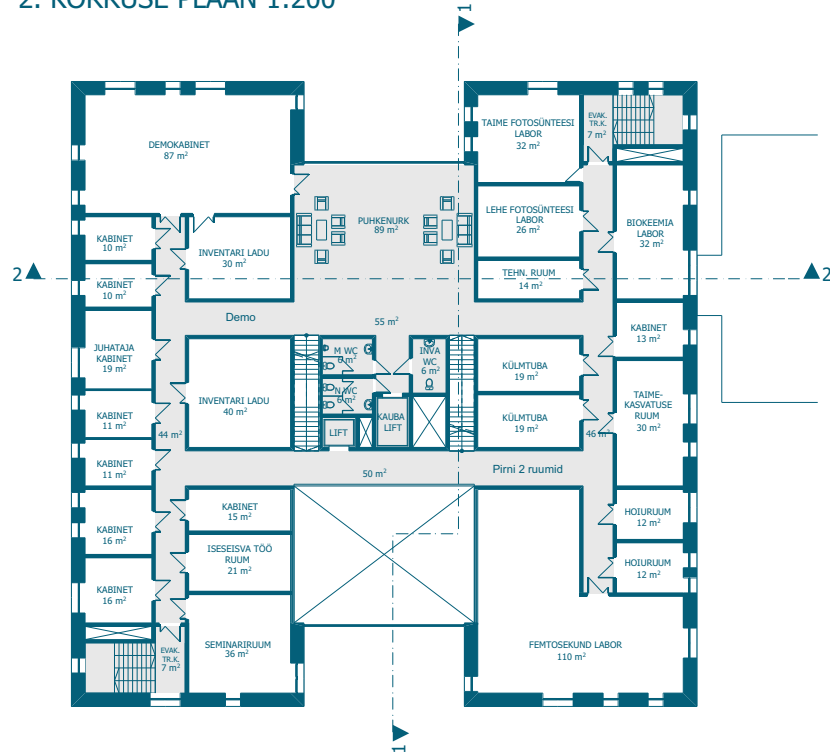 2. KORRUSE PLAAN 1:200
1
DEMOKABINET
87 m²
TAIME FOTOSÜNTEESI
LABOR
32 m²
EVAK.
TR.K.
7 m²
PUHKENURK
89 m²
LEHE FOTOSÜNTEESI
LABOR
26 m²
BIOKEEMIA
LABOR
32 m²
KABINET
10 m²
INVENTARI LADU
30 m²
TEHN. RUUM
14 m²
2
2
KABINET
10 m²
Demo
55 m²
KABINET
13 m²
JUHATAJA
KABINET
19 m²
M WC
6 m²
INVA
WC
6 m²
KÜLMTUBA
19 m²
INVENTARI LADU
40 m²
N WC
6 m²
TAIME-
KASVATUSE
RUUM
30 m²
KABINET
11 m²
KAUBA
LIFT
LIFT
KÜLMTUBA
19 m²
44 m²
46 m²
KABINET
11 m²
50 m²
Pirni 2 ruumid
KABINET
15 m²
HOIURUUM
12 m²
KABINET
16 m²
ISESEISVA TÖÖ
RUUM
21 m²
HOIURUUM
12 m²
KABINET
16 m²
EVAK.
TR.K.
7 m²
SEMINARIRUUM
36 m²
FEMTOSEKUND LABOR
110 m²
1